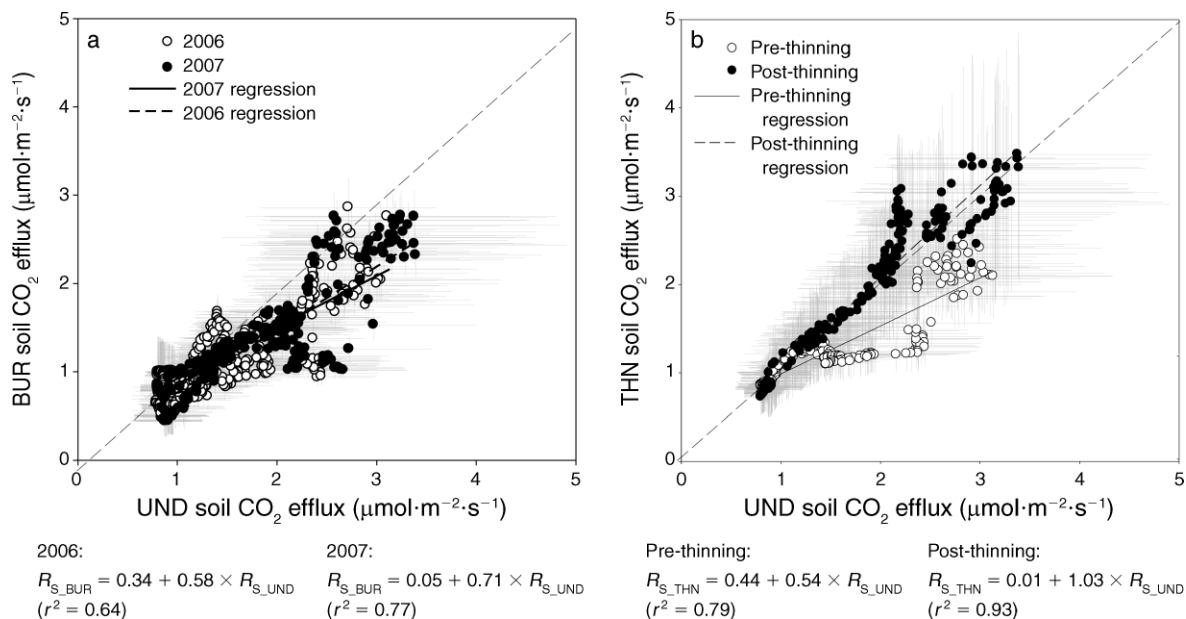 a
2006
2007
2007 regression
2006 regression
5
4
3
2
1
0
BUR soil CO2 efflux (μmol·m−2·s−1)
0 1 2 3 4 5
UND soil CO2 efflux (μmol·m−2·s−1)
b
Pre-thinning
Post-thinning
Pre-thinning
regression
Post-thinning
regression
5
4
3
2
1
0
THN soil CO2 efflux (μmol·m−2·s−1)
0 1 2 3 4 5
UND soil CO2 efflux (μmol·m−2·s−1)
2006:
RS_BUR = 0.34 + 0.58 × RS_UND
(r2 = 0.64)
2007:
RS_BUR = 0.05 + 0.71 × RS_UND
(r2 = 0.77)
Pre-thinning:
RS_THN = 0.44 + 0.54 × RS_UND
(r2 = 0.79)
Post-thinning:
RS_THN = 0.01 + 1.03 × RS_UND
(r2 = 0.93)